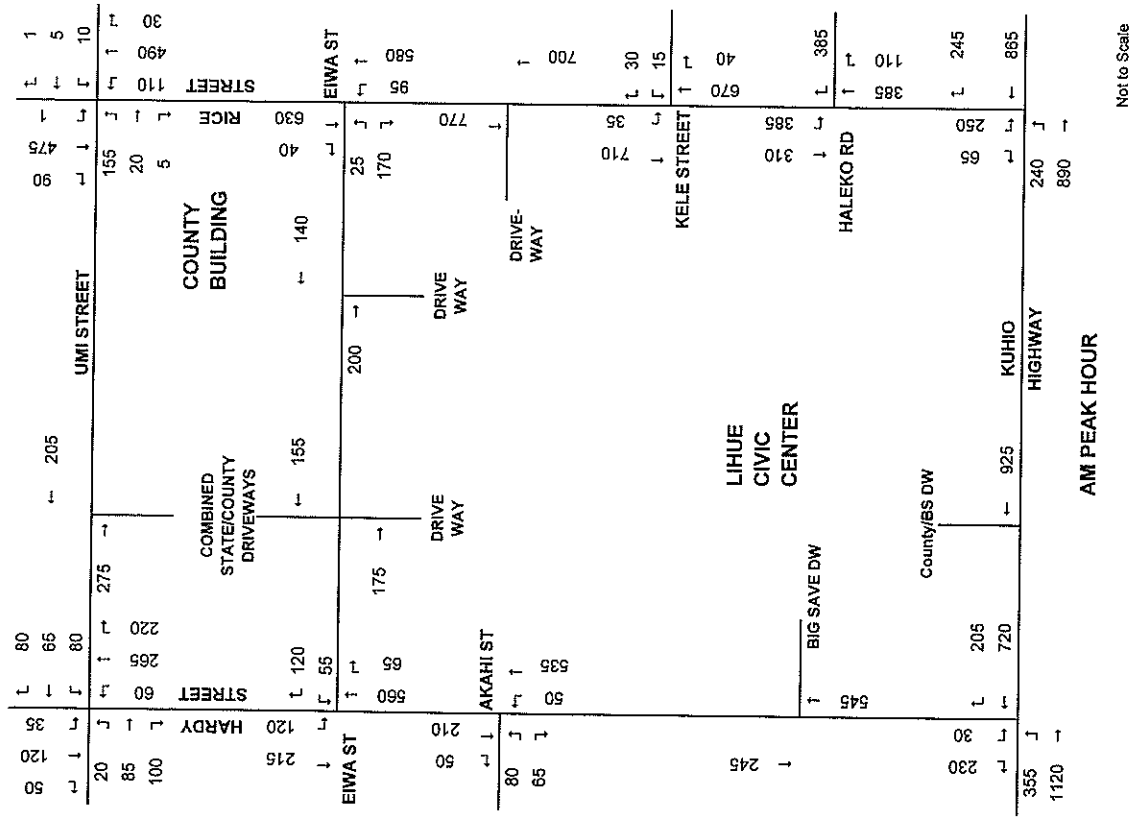 1
5
10
30
490
110
STREET
RICE
EIWA ST
580
95
700
30
15
40
670
385
110
385
245
865
1
475
90
155
20
5
630
40
25
170
770
35
710
385
310
250
65
240
890
UMI STREET
COUNTY
BUILDING
140
DRIVE-
WAY
KELE STREET
HALEKO RD
DRIVE
WAY
200
205
COMBINED
STATE/COUNTY
DRIVEWAYS
155
275
DRIVE
WAY
175
LIHUE
CIVIC
CENTER
KUHIO
HIGHWAY
925
County/BS DW
BIG SAVE DW
80
65
80
220
265
60
STREET
HARDY
120
55
65
560
AKAHI ST
535
50
545
205
720
35
120
50
20
85
100
120
215
EIWA ST
210
50
80
65
245
30
230
355
1120
AM PEAK HOUR
Not to Scale